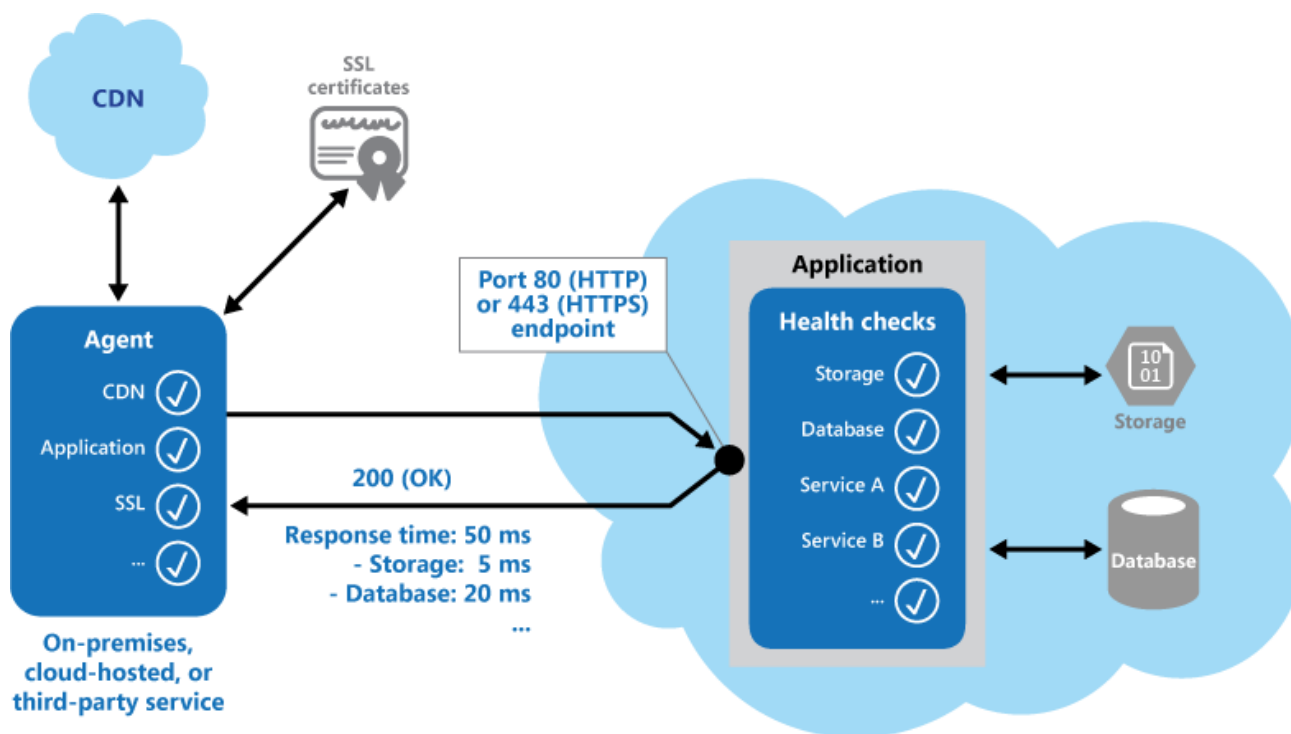 CDN
SSL
certificates
Agent
CDN
Application
SSL
...
On-premises,
cloud-hosted, or
third-party service
200 (OK)
Response time: 50 ms
- Storage: 5 ms
- Database: 20 ms
...
Port 80 (HTTP)
or 443 (HTTPS)
endpoint
Application
Health checks
Storage
Database
Service A
Service B
...
10
01
Storage
Database